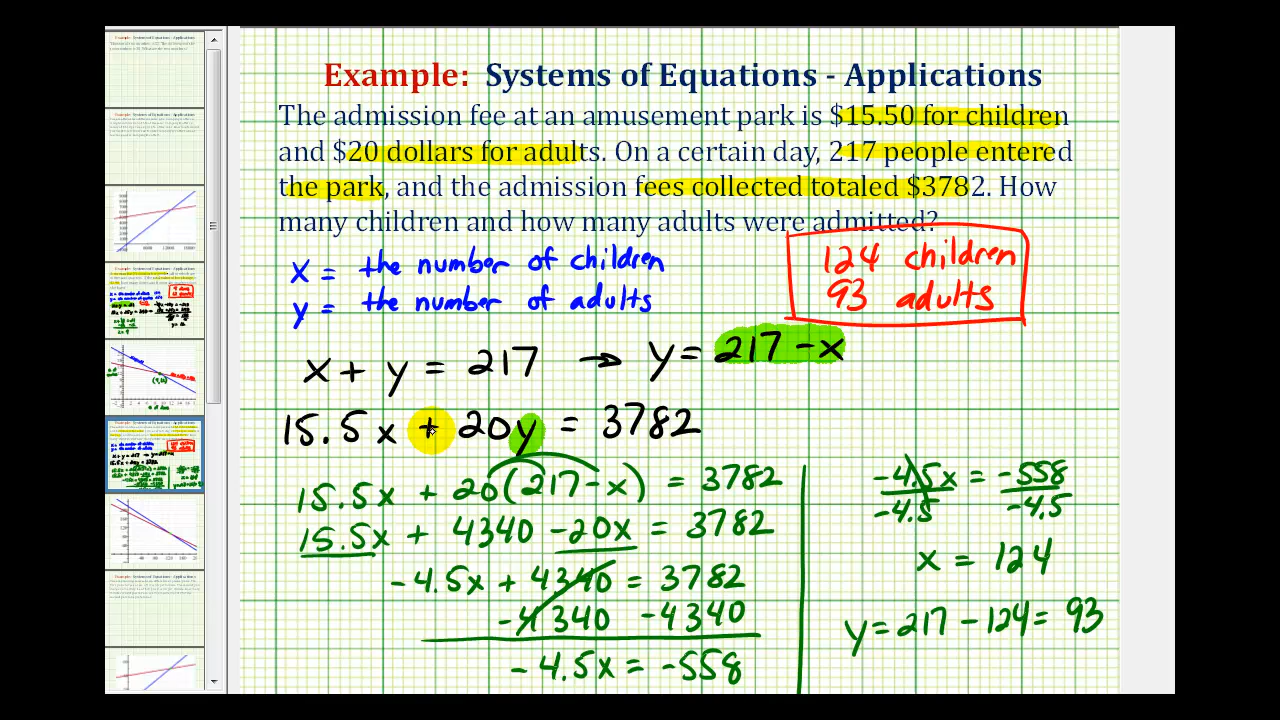 Example: Systems of Equations - Applications
The admission fee at an amusement park is $15.50 for children
and $20 dollars for adults. On a certain day, 217 people entered
the park, and the admission fees collected totaled $3782. How
many children and how many adults were admitted?
x = the number of children
y = the number of adults
124 children
93 adults
x + y = 217 → y = 217 - x
15.5x + 20y = 3782
15.5x + 20(217 - x) = 3782
15.5x + 4340 - 20x = 3782
-4.5x + 4340 = 3782
-4340 -4340
-4.5x = -558
-4.5x = -558
-4.5 -4.5
x = 124
y = 217 - 124 = 93